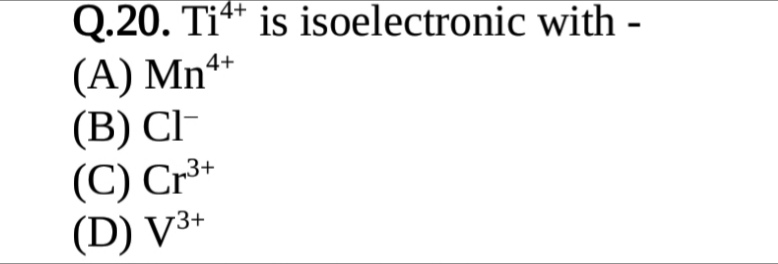 Q.20. Ti⁴⁺ is isoelectronic with -
(A) Mn⁴⁺
(B) Cl⁻
(C) Cr³⁺
(D) V³⁺